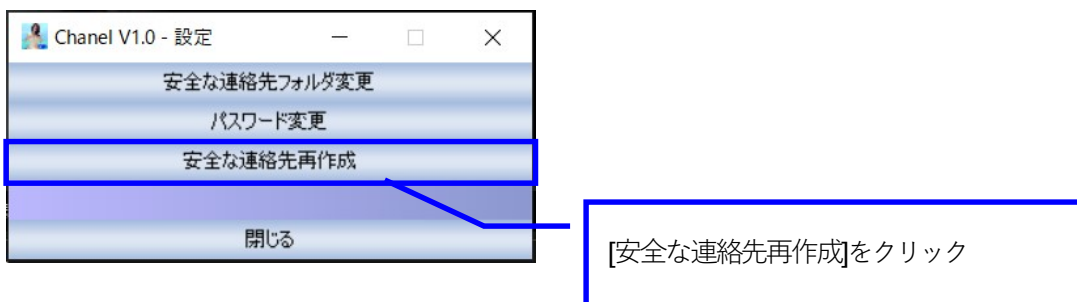 Chanel V1.0 - 設定
安全な連絡先フォルダ変更
パスワード変更
安全な連絡先再作成
閉じる
[安全な連絡先再作成]をクリック